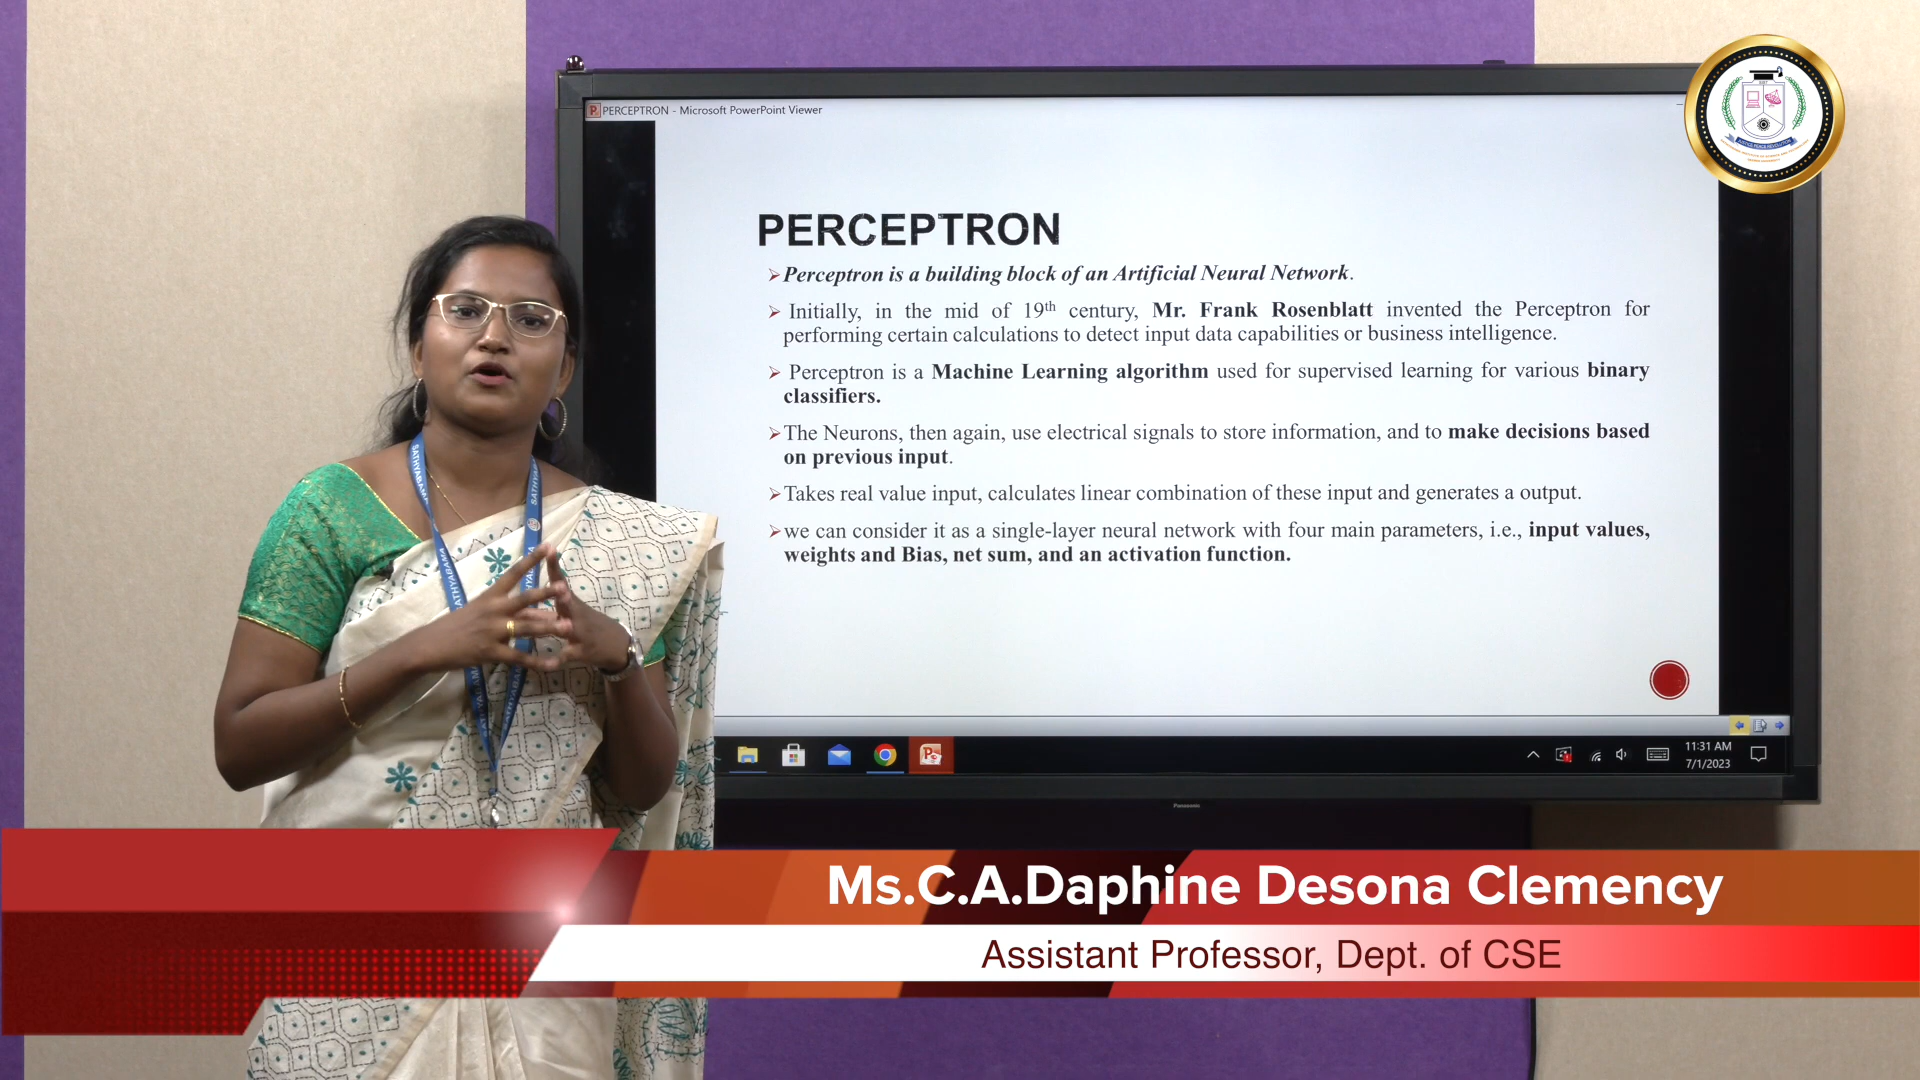 PERCEPTRON - Microsoft PowerPoint Viewer
PERCEPTRON
➢Perceptron is a building block of an Artificial Neural Network.
➢ Initially, in the mid of 19th century, Mr. Frank Rosenblatt invented the Perceptron for
performing certain calculations to detect input data capabilities or business intelligence.
➢ Perceptron is a Machine Learning algorithm used for supervised learning for various binary
classifiers.
➢The Neurons, then again, use electrical signals to store information, and to make decisions based
on previous input.
➢Takes real value input, calculates linear combination of these input and generates a output.
➢we can consider it as a single-layer neural network with four main parameters, i.e., input values,
weights and Bias, net sum, and an activation function.
11:31 AM
7/1/2023
Panasonic
SATHYABAMA
SATHYABAMA
Ms.C.A.Daphine Desona Clemency
Assistant Professor, Dept. of CSE